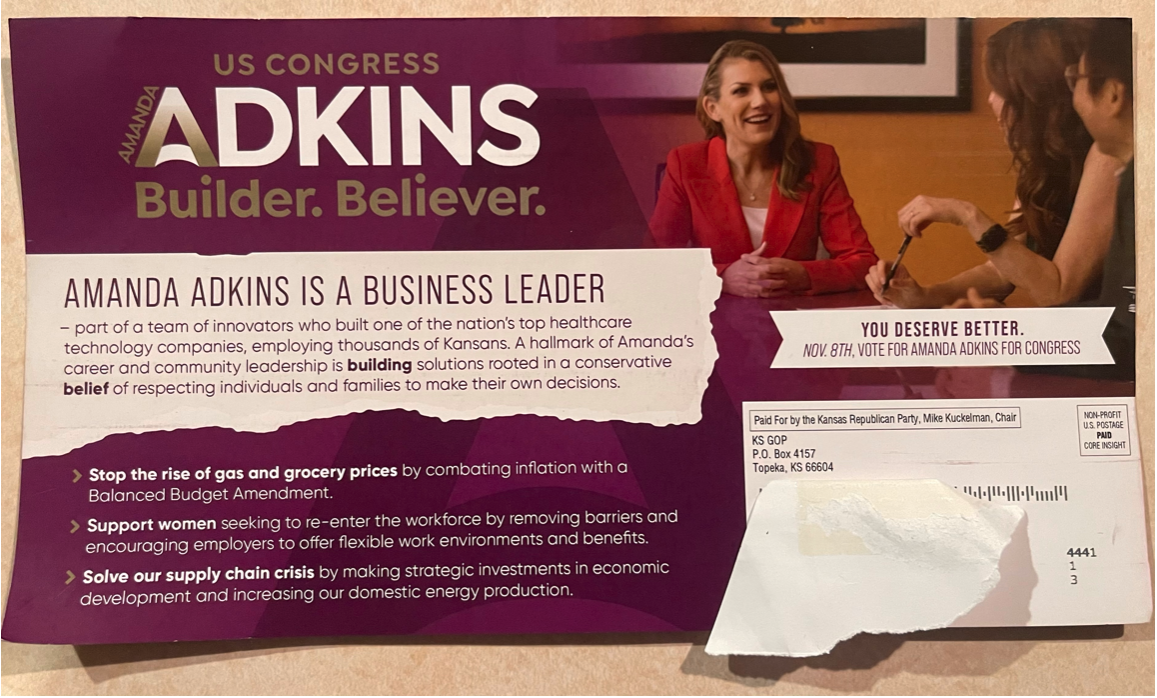 US CONGRESS
AMANDA
ADKINS
Builder. Believer.
AMANDA ADKINS IS A BUSINESS LEADER
– part of a team of innovators who built one of the nation's top healthcare
technology companies, employing thousands of Kansans. A hallmark of Amanda's
career and community leadership is building solutions rooted in a conservative
belief of respecting individuals and families to make their own decisions.
Stop the rise of gas and grocery prices by combating inflation with a
Balanced Budget Amendment.
Support women seeking to re-enter the workforce by removing barriers and
encouraging employers to offer flexible work environments and benefits.
Solve our supply chain crisis by making strategic investments in economic
development and increasing our domestic energy production.
YOU DESERVE BETTER.
NOV. 8TH, VOTE FOR AMANDA ADKINS FOR CONGRESS
Paid For by the Kansas Republican Party, Mike Kuckelman, Chair
KS GOP
P.O. Box 4157
Topeka, KS 66604
NON-PROFIT
U.S. POSTAGE
PAID
CORE INSIGHT
4441
1
3